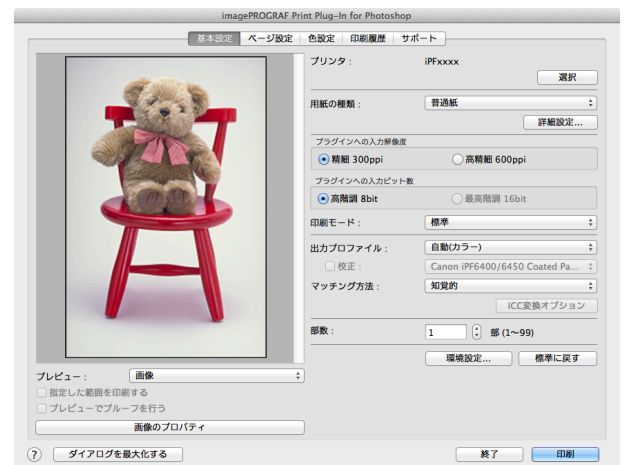 imagePROGRAF Print Plug-In for Photoshop
基本設定 ページ設定 色設定 印刷履歴 サポート
プリンタ： iPFxxxx
選択
用紙の種類： 普通紙
詳細設定...
プラグインへの入力解像度
精細 300ppi 高精細 600ppi
プラグインへの入力ビット数
高階調 8bit 最高階調 16bit
印刷モード： 標準
出力プロファイル： 自動(カラー)
校正： Canon iPF6400/6450 Coated Pa...
マッチング方法： 知覚的
ICC変換オプション
部数： 1 部 (1〜99)
環境設定... 標準に戻す
プレビュー： 画像
指定した範囲を印刷する
プレビューでプルーフを行う
画像のプロパティ
? ダイアログを最大化する 終了 印刷